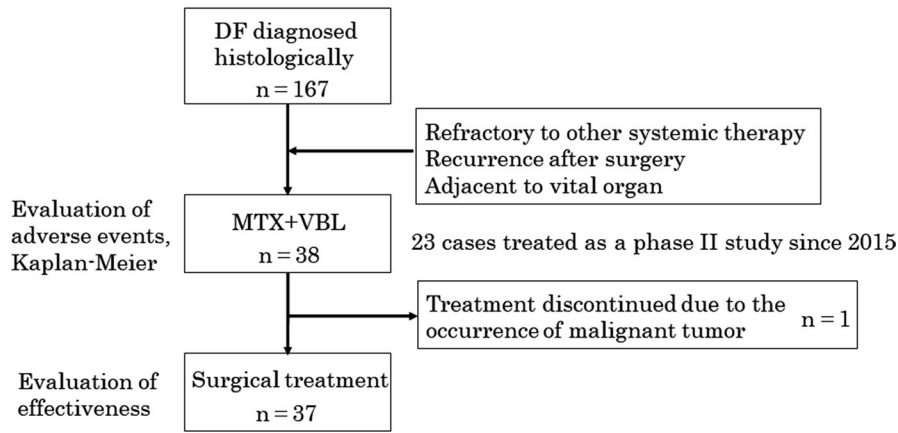 DF diagnosed
histologically
n = 167
Refractory to other systemic therapy
Recurrence after surgery
Adjacent to vital organ
Evaluation of
adverse events,
Kaplan-Meier
MTX+VBL
n = 38
23 cases treated as a phase II study since 2015
Treatment discontinued due to the
occurrence of malignant tumor
n = 1
Evaluation of
effectiveness
Surgical treatment
n = 37